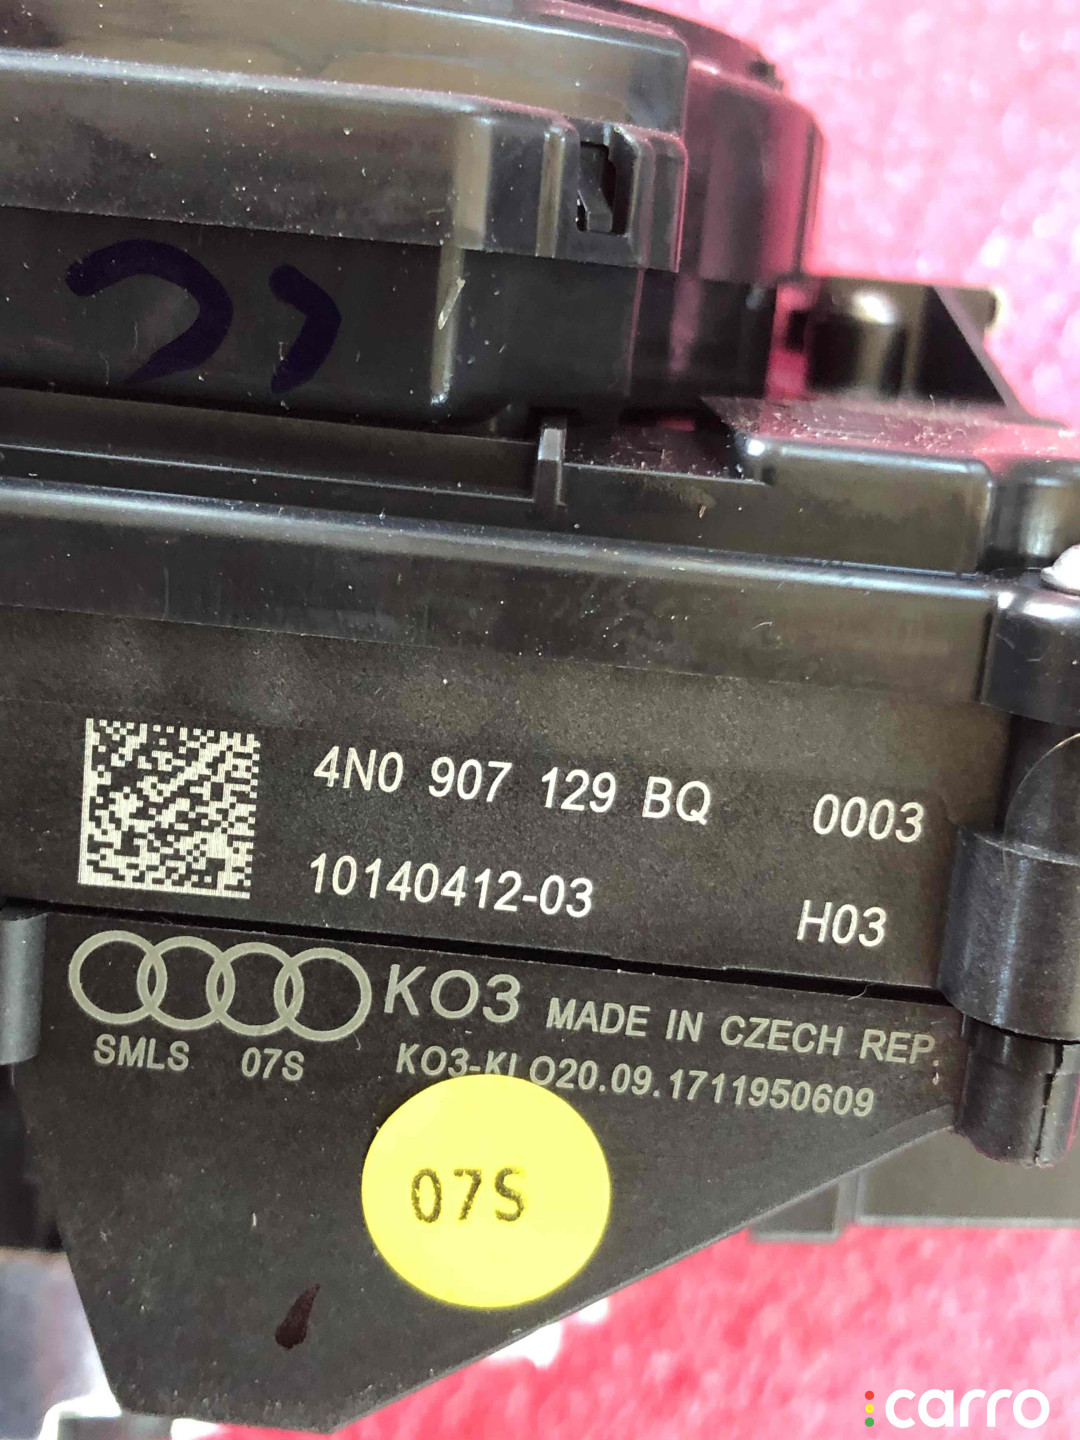 4N0 907 129 BQ 0003
10140412-03 H03
KO3 MADE IN CZECH REP.
SMLS 07S KO3-KLO20.09.1711950609
07S
carro